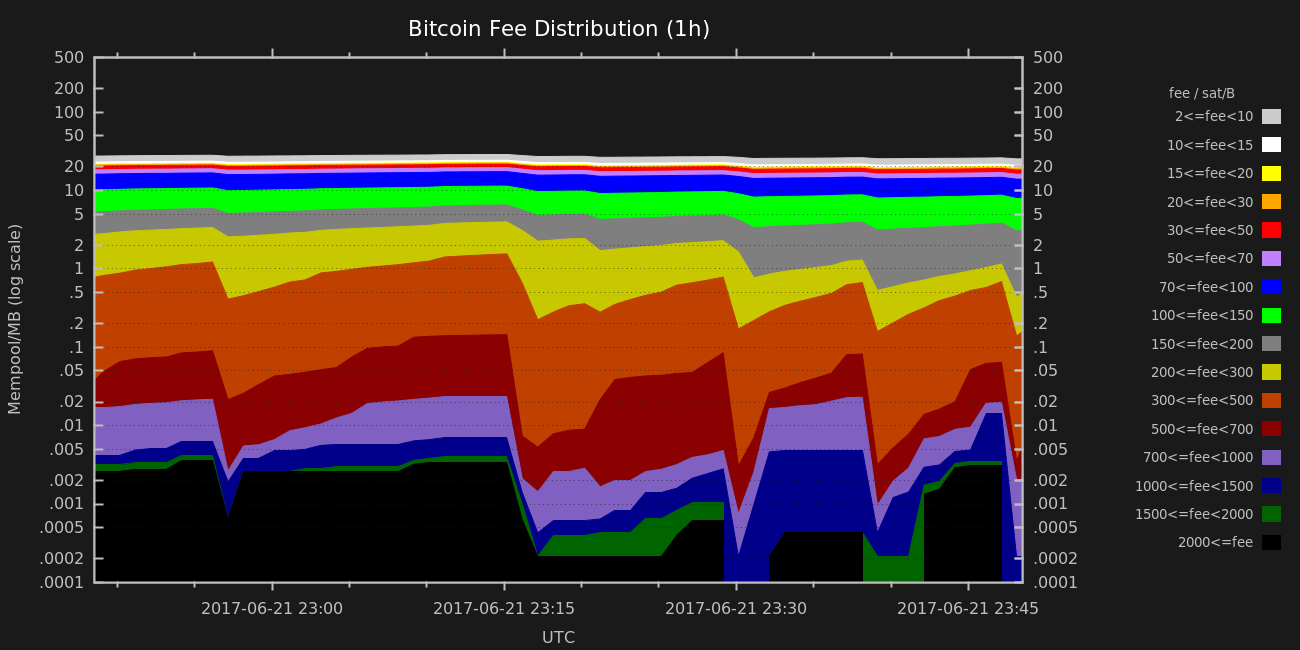 Bitcoin Fee Distribution (1h)
Mempool/MB (log scale)
500
200
100
50
20
10
5
2
1
.5
.2
.1
.05
.02
.01
.005
.002
.001
.0005
.0002
.0001
500
200
100
50
20
10
5
2
1
.5
.2
.1
.05
.02
.01
.005
.002
.001
.0005
.0002
.0001
2017-06-21 23:00
2017-06-21 23:15
2017-06-21 23:30
2017-06-21 23:45
UTC
fee / sat/B
2<=fee<10
10<=fee<15
15<=fee<20
20<=fee<30
30<=fee<50
50<=fee<70
70<=fee<100
100<=fee<150
150<=fee<200
200<=fee<300
300<=fee<500
500<=fee<700
700<=fee<1000
1000<=fee<1500
1500<=fee<2000
2000<=fee